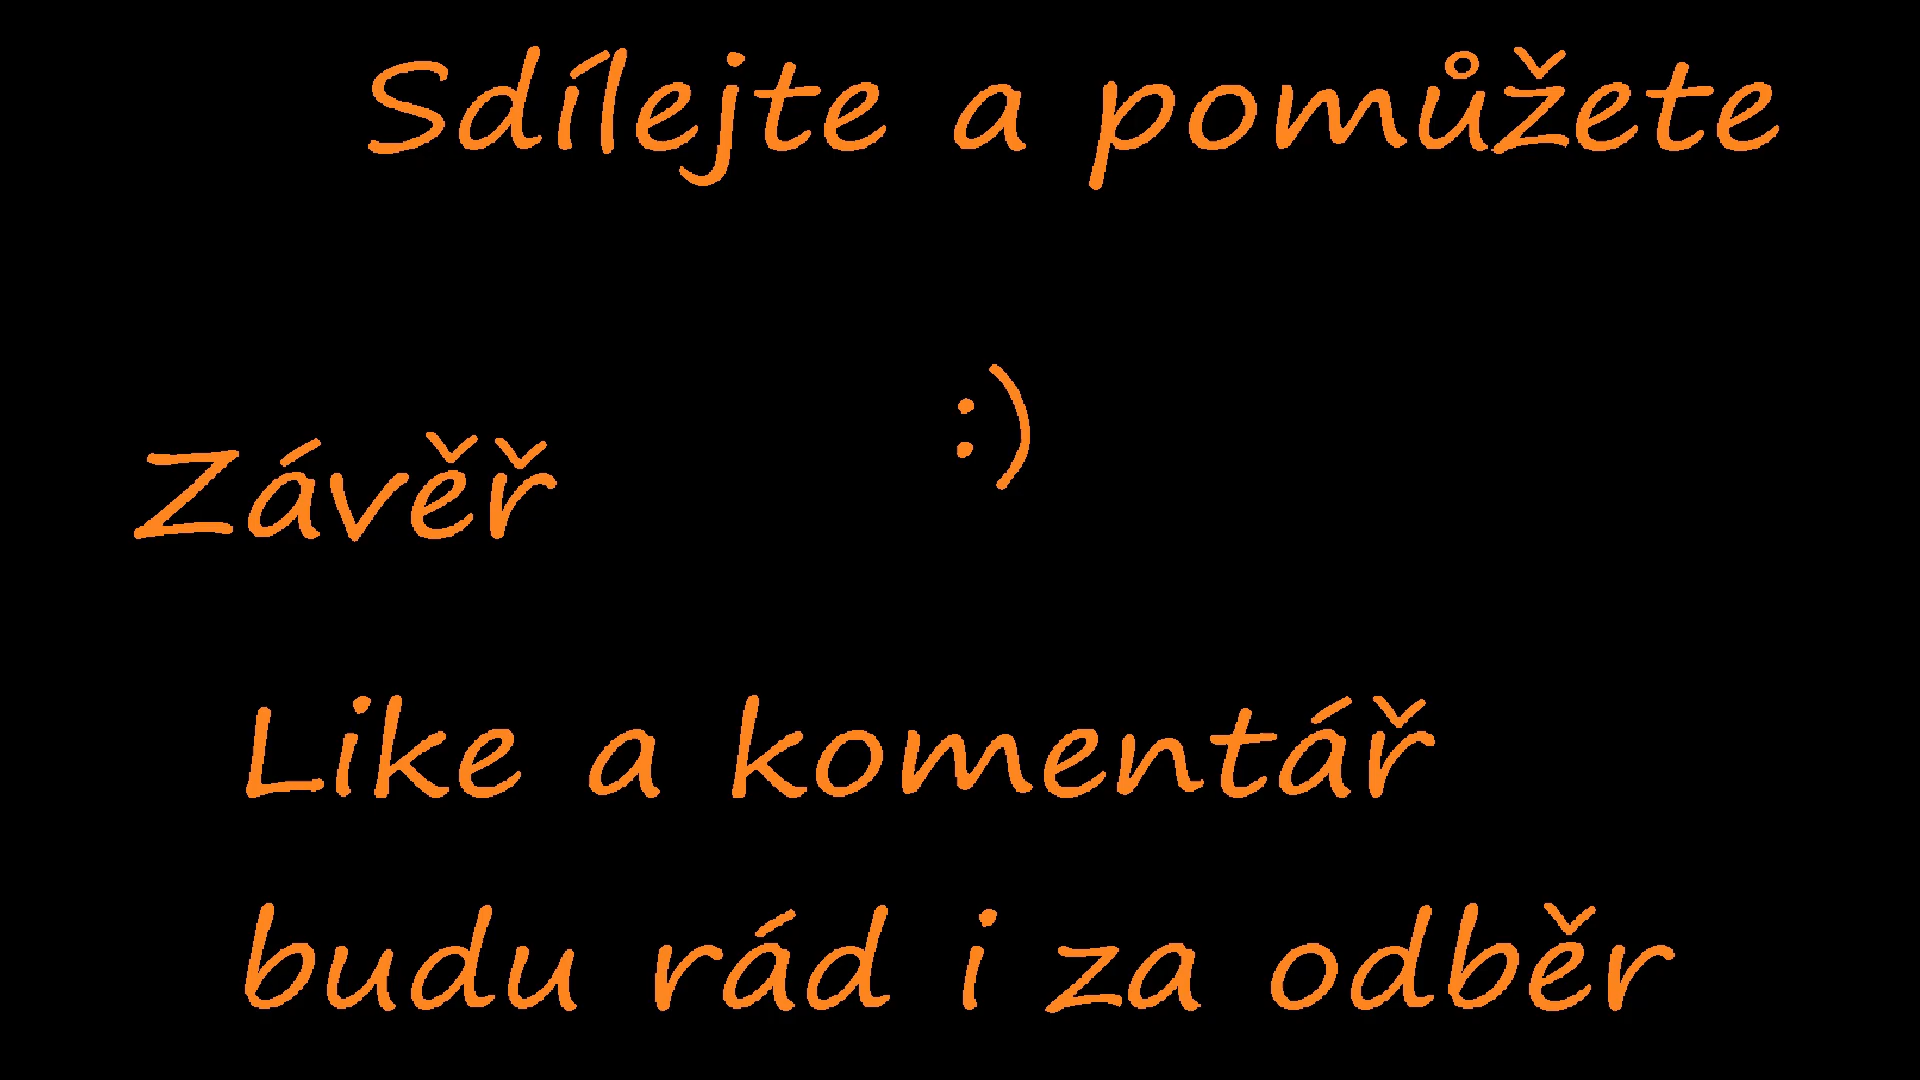 Sdílejte a pomůžete
:)
Závěř
Like a komentář
budu rád i za odběr